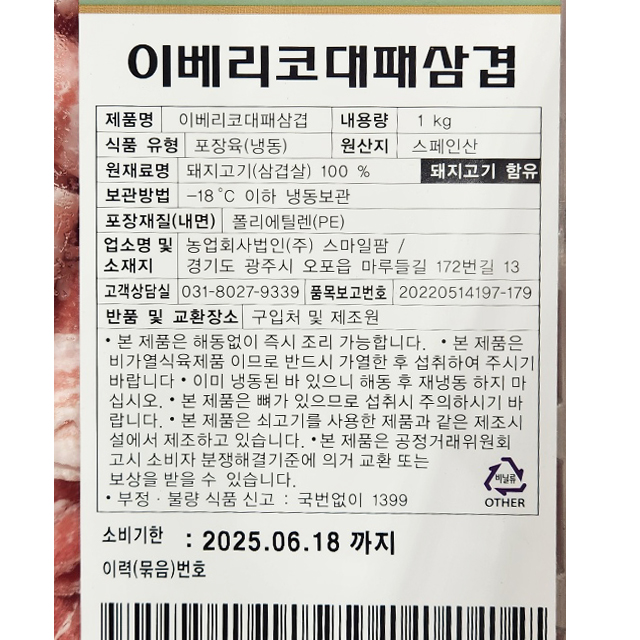 이베리코대패삼겹
제품명 이베리코대패삼겹 내용량 1 kg
식품 유형 포장육(냉동) 원산지 스페인산
원재료명 돼지고기(삼겹살) 100 % 돼지고기 함유
보관방법 -18℃ 이하 냉동보관
포장재질(내면) 폴리에틸렌(PE)
업소명 및 농업회사법인(주) 스마일팜 /
소재지 경기도 광주시 오포읍 마루들길 172번길 13
고객상담실 031-8027-9339 품목보고번호 20220514197-179
반품 및 교환장소 구입처 및 제조원
• 본 제품은 해동없이 즉시 조리 가능합니다. • 본 제품은
비가열식육제품 이므로 반드시 가열한 후 섭취하여 주시기
바랍니다 • 이미 냉동된 바 있으니 해동 후 재냉동 하지 마
십시오. • 본 제품은 뼈가 있으므로 섭취시 주의하시기 바
랍니다. • 본 제품은 쇠고기를 사용한 제품과 같은 제조시
설에서 제조하고 있습니다. •본 제품은 공정거래위원회
고시 소비자 분쟁해결기준에 의거 교환 또는
보상을 받을 수 있습니다.
• 부정 · 불량 식품 신고 : 국번없이 1399
비닐류
OTHER
소비기한 : 2025.06.18 까지
이력(묶음)번호